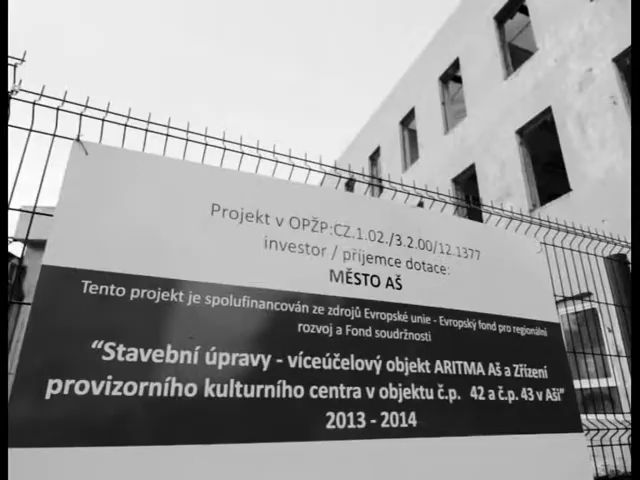 Projekt v OPŽP:CZ.1.02./3.2.00/12.1377
investor / příjemce dotace:
MĚSTO AŠ
Tento projekt je spolufinancován ze zdrojů Evropské unie - Evropský fond pro regionální
rozvoj a Fond soudržnosti
“Stavební úpravy - víceúčelový objekt ARITMA Aš a Zřízení
provizorního kulturního centra v objektu č.p. 42 a č.p. 43 v Aši”
2013 - 2014